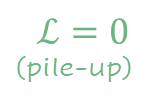 ℒ = 0
(pile-up)